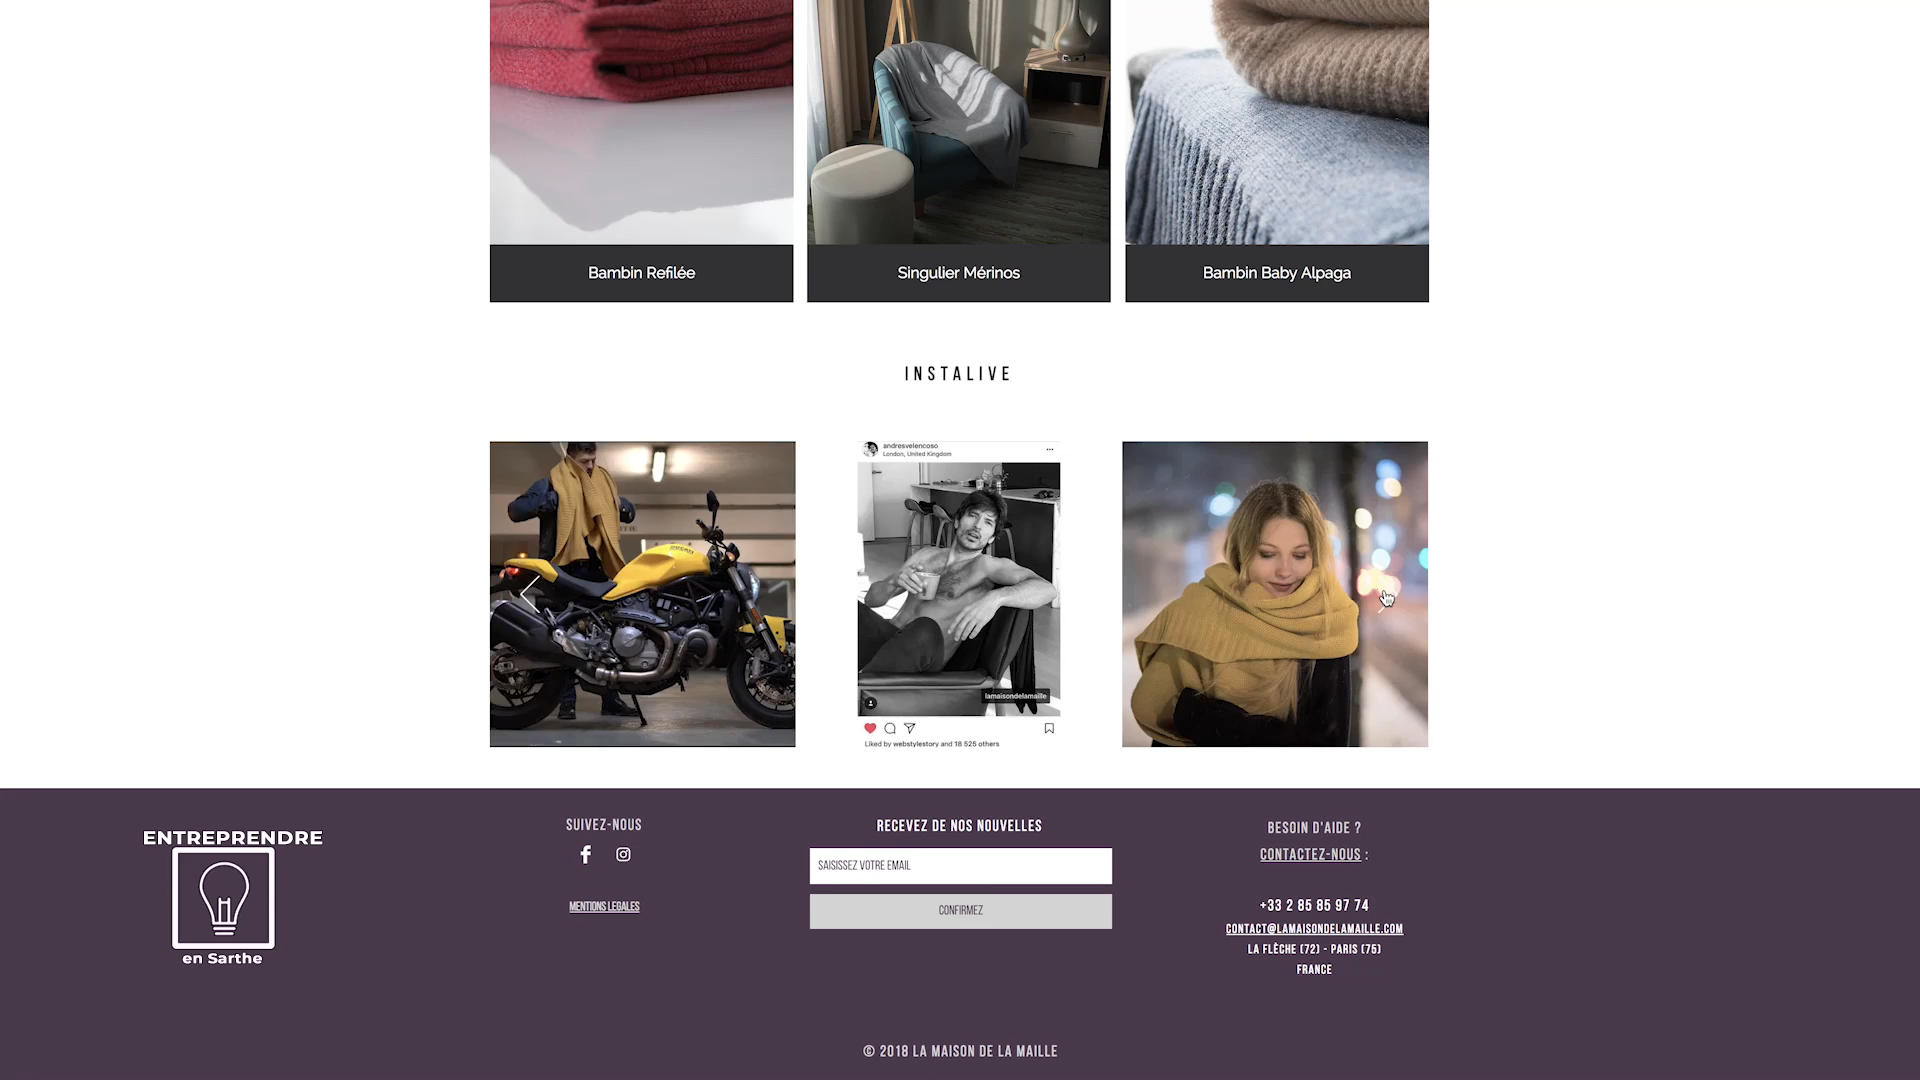 Bambin Refilée
Singulier Mérinos
Bambin Baby Alpaga
INSTALIVE
andresvelencoso
London, United Kingdom
lamaisondelamaille
Liked by webstylestory and 18 525 others
ENTREPRENDRE
en Sarthe
SUIVEZ-NOUS
MENTIONS LEGALES
RECEVEZ DE NOS NOUVELLES
SAISISSEZ VOTRE EMAIL
CONFIRMEZ
BESOIN D'AIDE ?
CONTACTEZ-NOUS :
+33 2 85 85 97 74
CONTACT@LAMAISONDELAMAILLE.COM
LA FLÈCHE (72) - PARIS (75)
FRANCE
© 2018 LA MAISON DE LA MAILLE